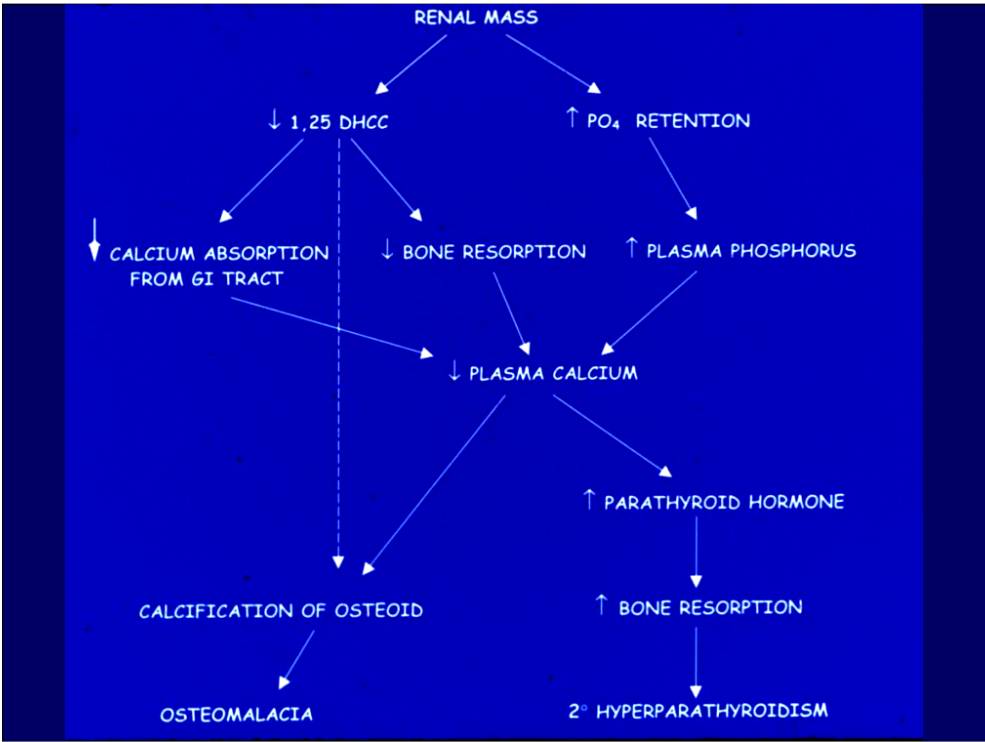 RENAL MASS
↓ 1,25 DHCC
↑ PO₄ RETENTION
↓ CALCIUM ABSORPTION
FROM GI TRACT
↓ BONE RESORPTION
↑ PLASMA PHOSPHORUS
↓ PLASMA CALCIUM
↑ PARATHYROID HORMONE
CALCIFICATION OF OSTEOID
↑ BONE RESORPTION
OSTEOMALACIA
2° HYPERPARATHYROIDISM